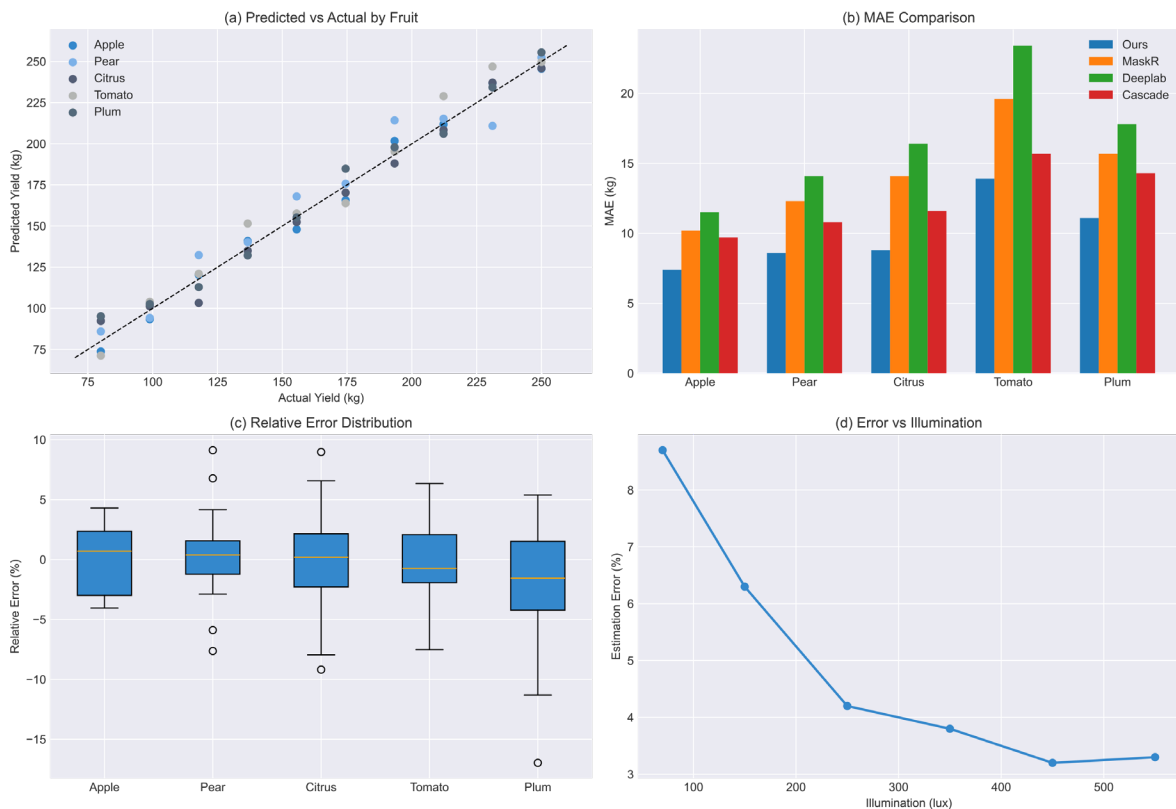 (a) Predicted vs Actual by Fruit
Apple
Pear
Citrus
Tomato
Plum
250
225
200
175
150
125
100
75
Predicted Yield (kg)
75 100 125 150 175 200 225 250
Actual Yield (kg)
(b) MAE Comparison
Ours
MaskR
Deeplab
Cascade
20
15
10
5
0
MAE (kg)
Apple Pear Citrus Tomato Plum
(c) Relative Error Distribution
10
5
0
−5
−10
−15
Relative Error (%)
Apple Pear Citrus Tomato Plum
(d) Error vs Illumination
8
7
6
5
4
3
Estimation Error (%)
100 200 300 400 500
Illumination (lux)